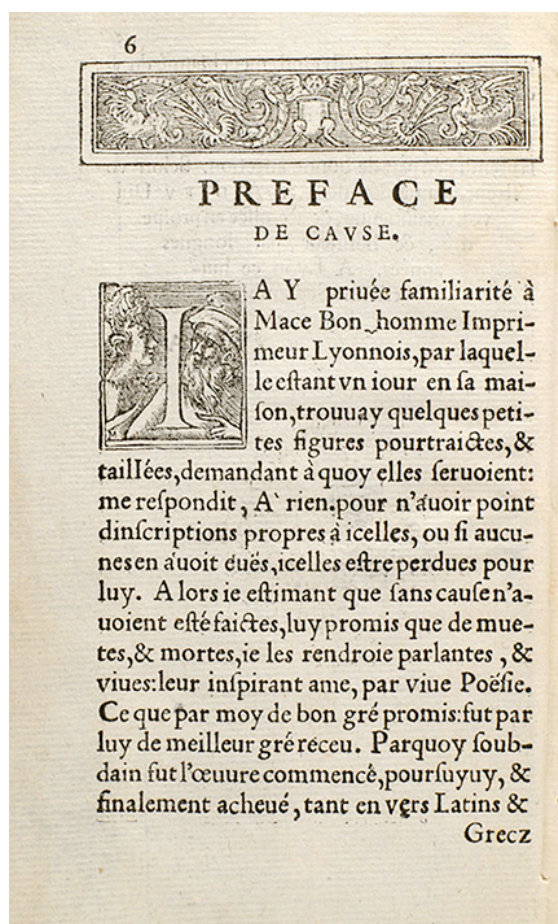 6
PREFACE
DE CAVSE.
IAY priuée familiarité à
Mace Bon_homme Impri-
meur Lyonnois,par laquel-
le eſtant vn iour en ſa mai-
ſon,trouuay quelques peti-
tes figures pourtraictes,&
taillées,demandant à quoy elles ſeruoient:
me reſpondit, A` rien.pour n'auoir point
dinſcriptions propres à icelles, ou ſi aucu-
nes en auoit euës,icelles eſtre perdues pour
luy. Alors ie eſtimant que ſans cauſe n'a-
uoient eſté faictes,luy promis que de mue-
tes,& mortes,ie les rendroie parlantes, &
viues:leur inſpirant ame, par viue Poëſie.
Ce que par moy de bon gré promis:fut par
luy de meilleur gré receu. Parquoy ſoub-
dain fut l'œuure commencé,pourſuyuy, &
finalement acheué, tant en vers Latins &
Grecz